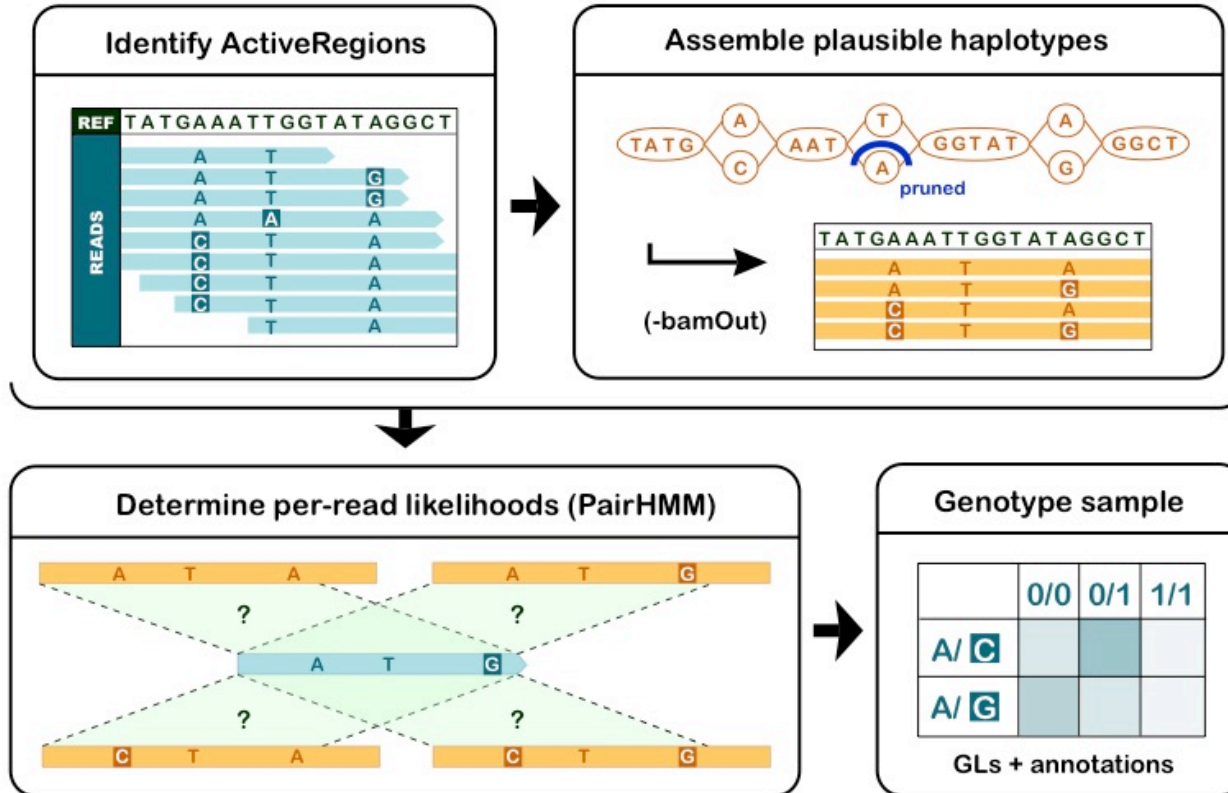 Identify ActiveRegions
REF TATGAAATTGGTATAGGCT
READS
A T
A T G
A T G
A A A
C T A
C T A
C T A
C T A
T A
Assemble plausible haplotypes
A T A
TATG AAT GGTAT GGCT
C A G
pruned
(-bamOut)
TATGAAATTGGTATAGGCT
A T A
A T G
C T A
C T G
Determine per-read likelihoods (PairHMM)
A T A A T G
? ?
A T G
? ?
C T A C T G
Genotype sample
0/0 0/1 1/1
A/ C
A/ G
GLs + annotations